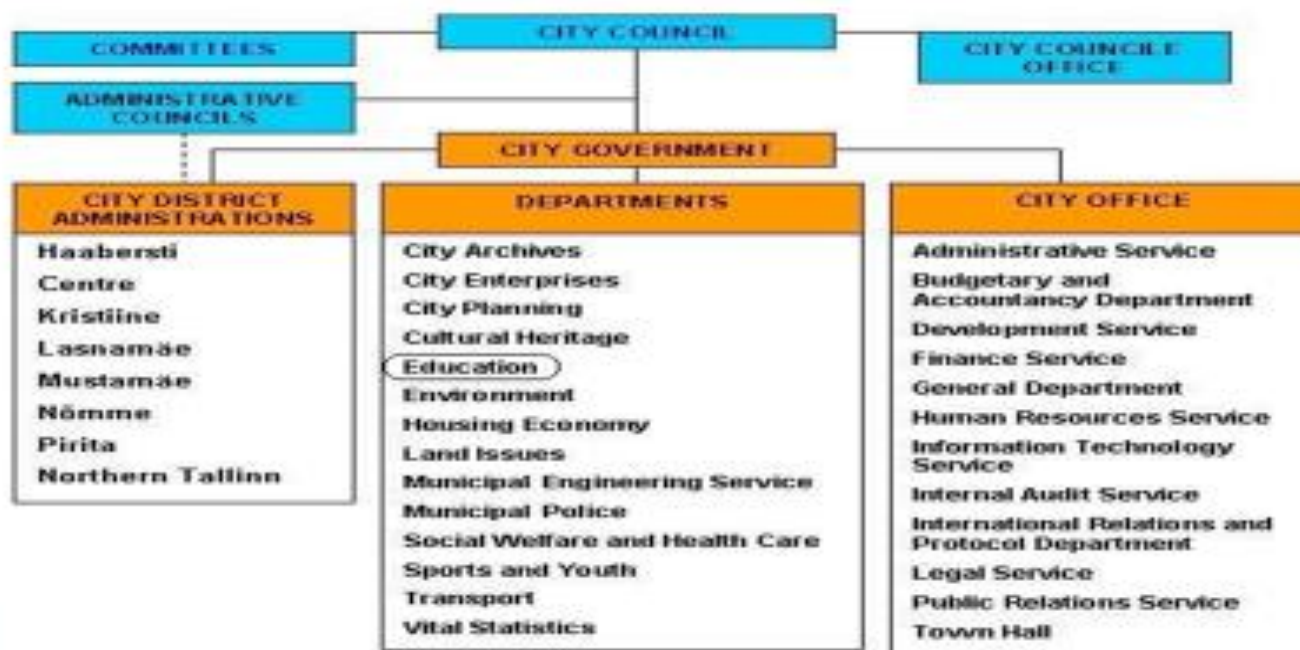 CITY COUNCIL
COMMITTEES
CITY COUNCILE
OFFICE
ADMINISTRATIVE
COUNCILS
CITY GOVERNMENT
CITY DISTRICT
ADMINISTRATIONS
Haabersti
Centre
Kristiine
Lasnamäe
Mustamäe
Nõmme
Pirita
Northern Tallinn
DEPARTMENTS
City Archives
City Enterprises
City Planning
Cultural Heritage
Education
Environment
Housing Economy
Land Issues
Municipal Engineering Service
Municipal Police
Social Welfare and Health Care
Sports and Youth
Transport
Vital Statistics
CITY OFFICE
Administrative Service
Budgetary and
Accountancy Department
Development Service
Finance Service
General Department
Human Resources Service
Information Technology
Service
Internal Audit Service
International Relations and
Protocol Department
Legal Service
Public Relations Service
Town Hall